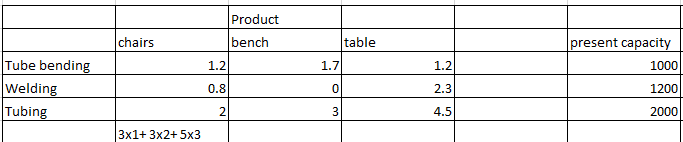 Product
chairs bench table present capacity
Tube bending 1.2 1.7 1.2 1000
Welding 0.8 0 2.3 1200
Tubing 2 3 4.5 2000
3x1+ 3x2+ 5x3